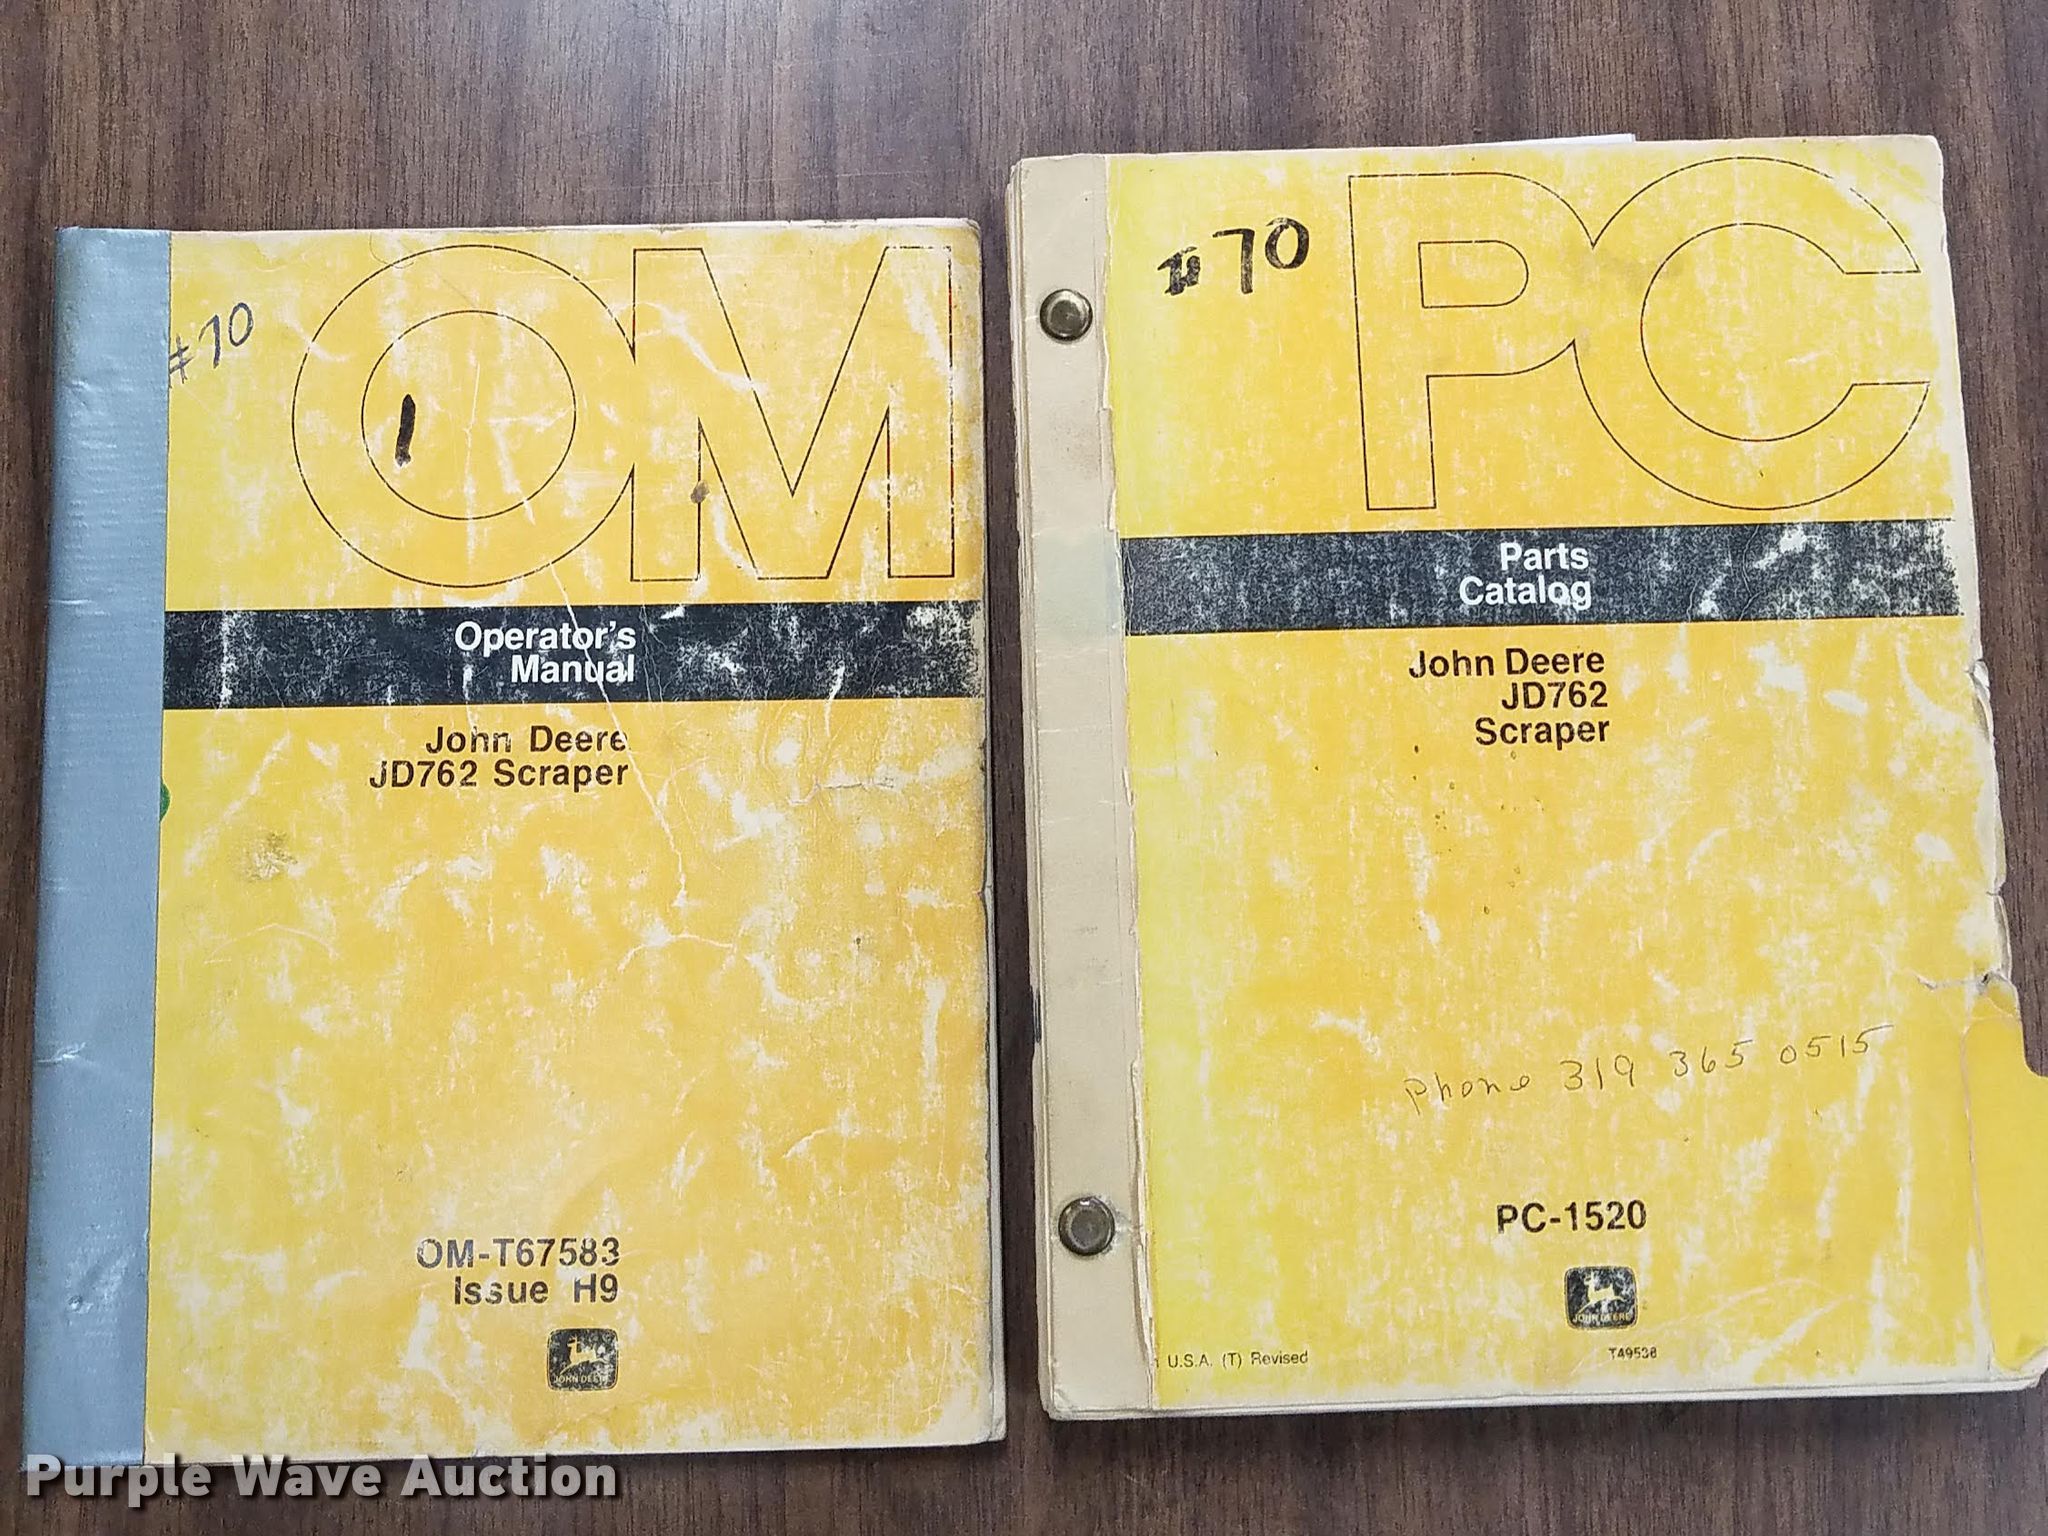 #70
OM
1
Operator's
Manual
John Deere
JD762 Scraper
OM-T67583
Issue H9
JOHN DEERE
#70
PC
Parts
Catalog
John Deere
JD762
Scraper
Phone 319 365 0515
PC-1520
JOHN DEERE
U.S.A. (T) Revised
T49538
Purple Wave Auction